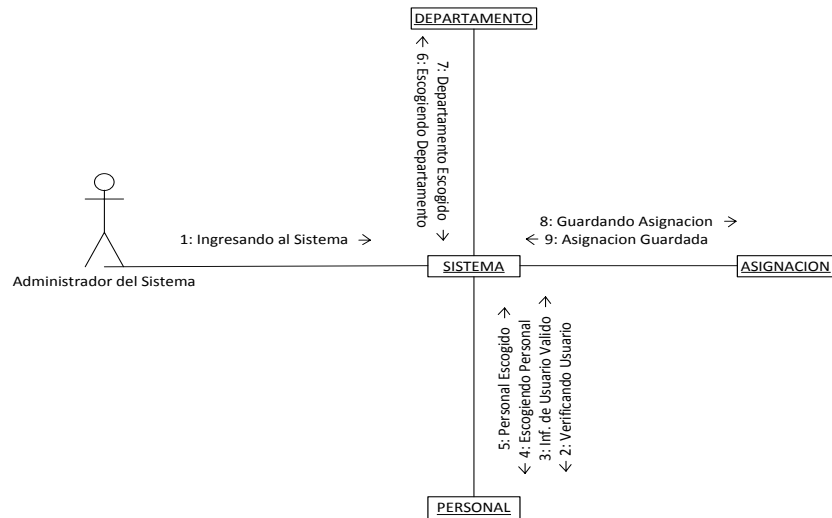 DEPARTAMENTO
6: Escogiendo Departamento
7: Departamento Escogido
1: Ingresando al Sistema
8: Guardando Asignacion
9: Asignacion Guardada
Administrador del Sistema
SISTEMA
ASIGNACION
5: Personal Escogido
4: Escogiendo Personal
3: Inf. de Usuario Valido
2: Verificando Usuario
PERSONAL